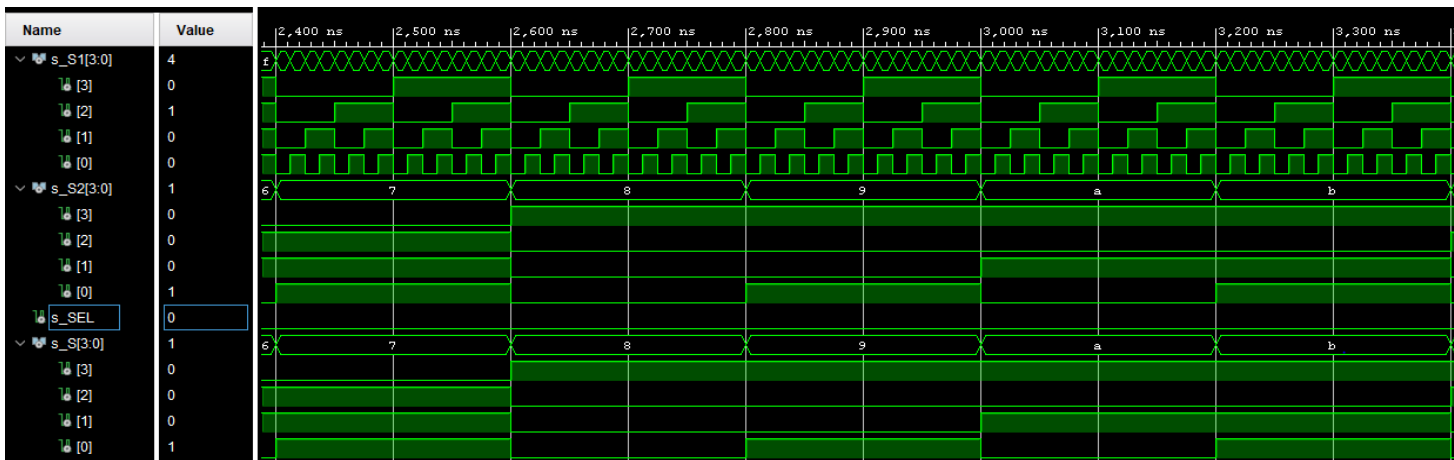 Name Value 2,400 ns 2,500 ns 2,600 ns 2,700 ns 2,800 ns 2,900 ns 3,000 ns 3,100 ns 3,200 ns 3,300 ns
s_S1[3:0] 4 f
[3] 0
[2] 1
[1] 0
[0] 0
s_S2[3:0] 1 6 7 8 9 a b
[3] 0
[2] 0
[1] 0
[0] 1
s_SEL 0
s_S[3:0] 1 6 7 8 9 a b
[3] 0
[2] 0
[1] 0
[0] 1